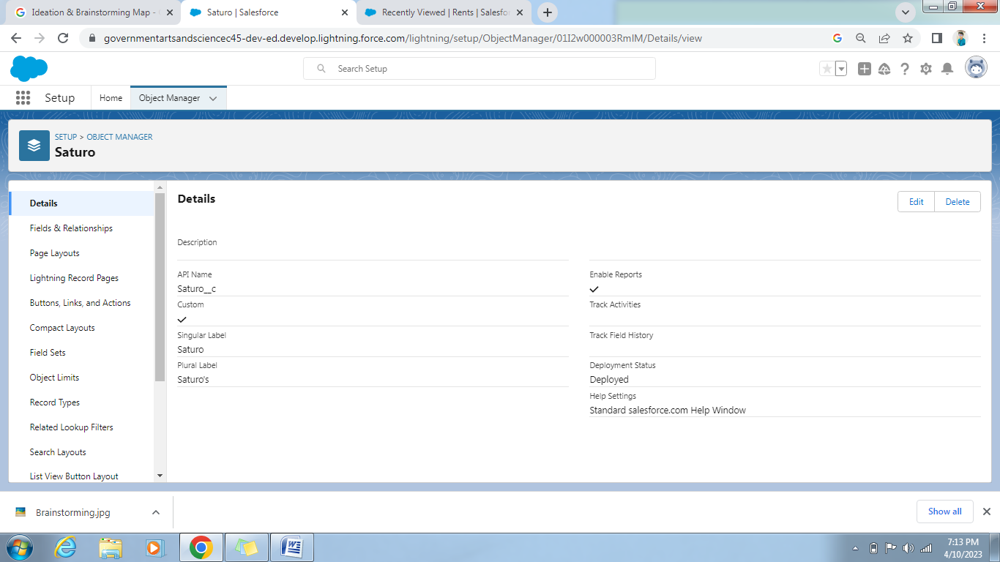 Ideation & Brainstorming Map -
Saturo | Salesforce
Recently Viewed | Rents | Salesfo
governmentartsandsciencec45-dev-ed.develop.lightning.force.com/lightning/setup/ObjectManager/01I2w000003RmIM/Details/view
Search Setup
Setup
Home
Object Manager
SETUP > OBJECT MANAGER
Saturo
Details
Fields & Relationships
Page Layouts
Lightning Record Pages
Buttons, Links, and Actions
Compact Layouts
Field Sets
Object Limits
Record Types
Related Lookup Filters
Search Layouts
List View Button Layout
Details
Edit
Delete
Description
API Name
Saturo__c
Custom
Singular Label
Saturo
Plural Label
Saturo's
Enable Reports
Track Activities
Track Field History
Deployment Status
Deployed
Help Settings
Standard salesforce.com Help Window
Brainstorming.jpg
Show all
7:13 PM
4/10/2023